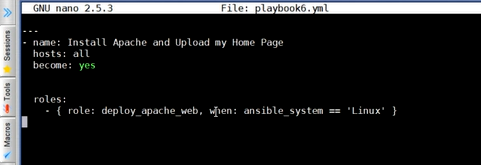 GNU nano 2.5.3 File: playbook6.yml
---
- name: Install Apache and Upload my Home Page
hosts: all
become: yes
roles:
- { role: deploy_apache_web, when: ansible_system == 'Linux' }
Sessions
Tools
Macros